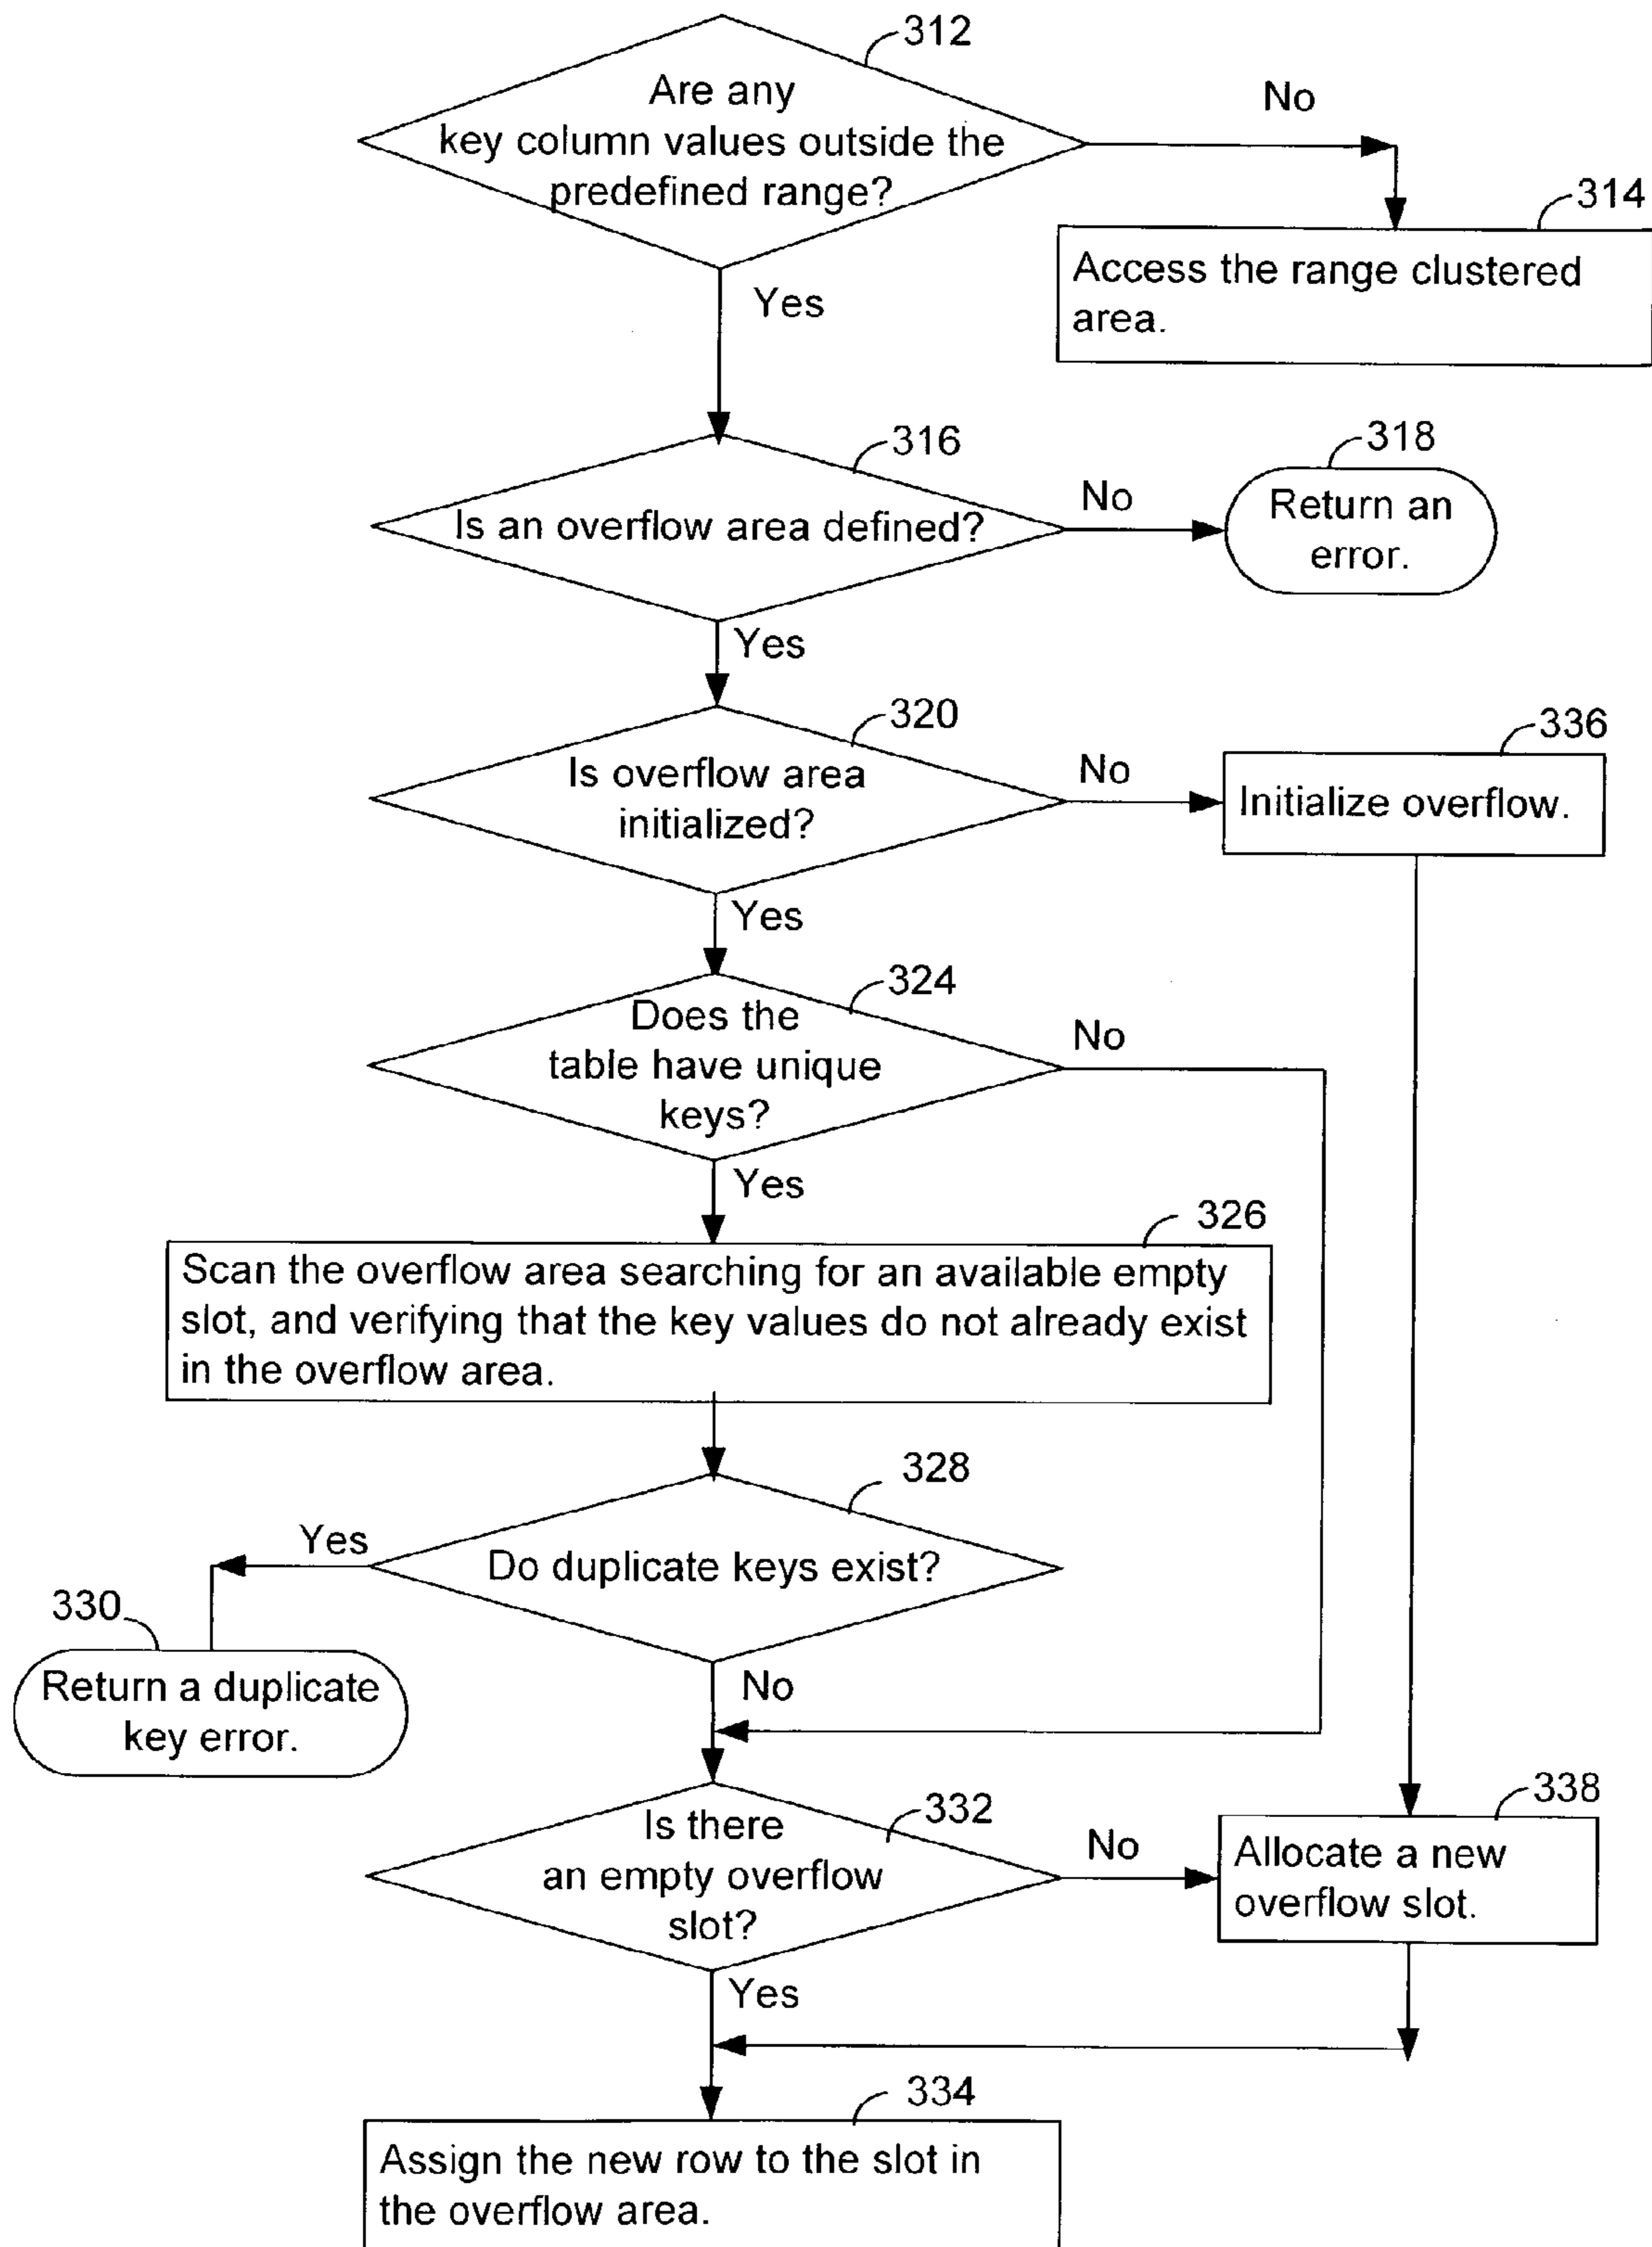 312
Are any
key column values outside the
predefined range?
No
314
Access the range clustered
area.
Yes
316
Is an overflow area defined?
No
318
Return an
error.
Yes
320
Is overflow area
initialized?
No
336
Initialize overflow.
Yes
324
Does the
table have unique
keys?
No
Yes
326
Scan the overflow area searching for an available empty
slot, and verifying that the key values do not already exist
in the overflow area.
328
Do duplicate keys exist?
Yes
330
Return a duplicate
key error.
No
332
Is there
an empty overflow
slot?
No
338
Allocate a new
overflow slot.
Yes
334
Assign the new row to the slot in
the overflow area.